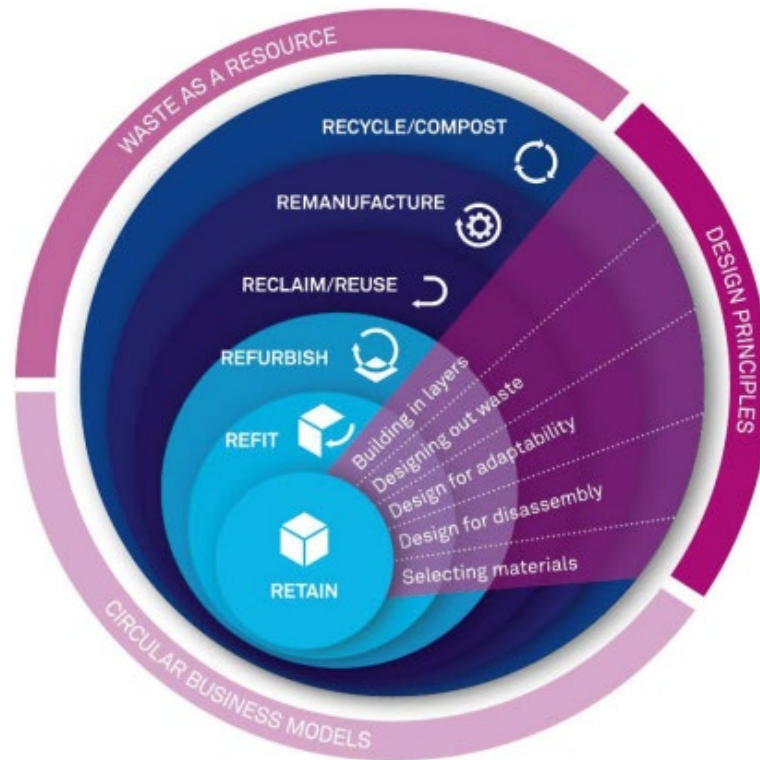 WASTE AS A RESOURCE
RECYCLE/COMPOST
REMANUFACTURE
RECLAIM/REUSE
REFURBISH
REFIT
RETAIN
Building in layers
Designing out waste
Design for adaptability
Design for disassembly
Selecting materials
DESIGN PRINCIPLES
CIRCULAR BUSINESS MODELS